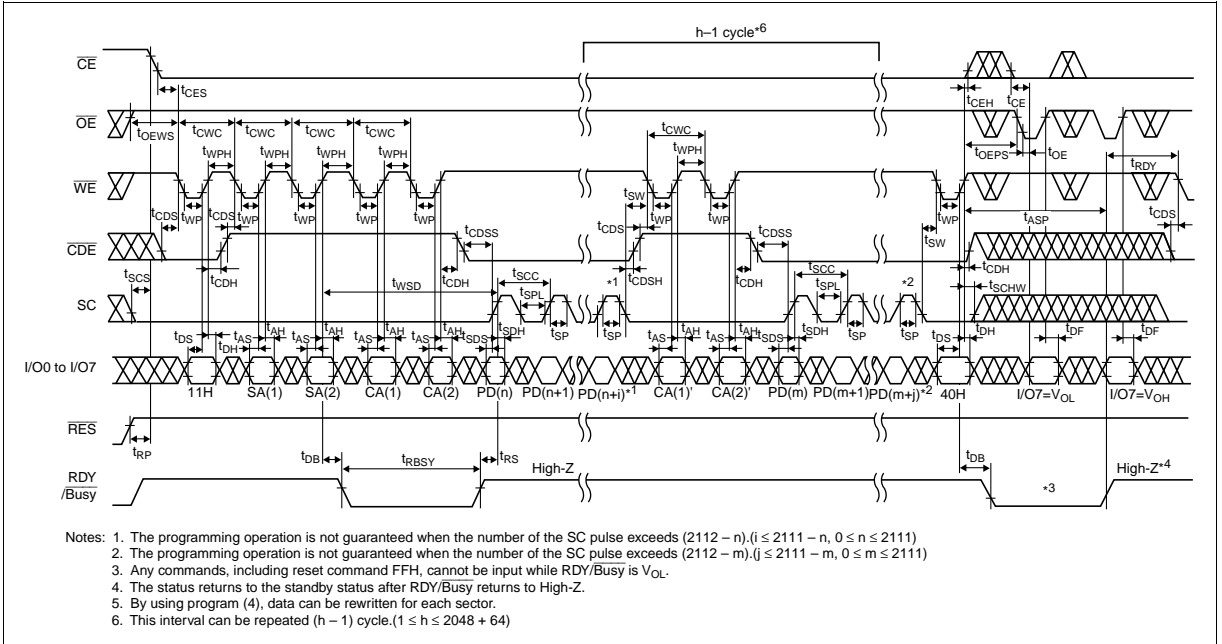 h–1 cycle*6
CE
tCES tCEH tCE
OE
tOEWS tCWC tCWC tCWC tCWC tCWC tOEPS tOE
tWPH tWPH tWPH tWPH tWPH tRDY
WE
tCDS tCDS tWP tWP tWP tWP tWP tSW tCDS tWP tWP tWP tSW tASP tCDS
CDE
tCDSS tCDSS
tSCS tCDH tCDH tCDSH tCDH tCDH
tWSD tSCC tSPL *1 tSCC tSPL *2 tSCHW
SC
tDS tDH tAS tAH tAS tAH tAS tAH tAS tAH tSDS tSDH tSP tSP tAS tAH tAS tAH tSDS tSDH tSP tSP tDS tDH tDF tDF
I/O0 to I/O7
11H SA(1) SA(2) CA(1) CA(2) PD(n) PD(n+1) PD(n+i)*1 CA(1)' CA(2)' PD(m) PD(m+1) PD(m+j)*2 40H I/O7=VOL I/O7=VOH
RES
tRP
tDB tRBSY tRS High-Z tDB High-Z*4
RDY
/Busy
*3
Notes: 1. The programming operation is not guaranteed when the number of the SC pulse exceeds (2112 – n).(i ≤ 2111 – n, 0 ≤ n ≤ 2111)
2. The programming operation is not guaranteed when the number of the SC pulse exceeds (2112 – m).(j ≤ 2111 – m, 0 ≤ m ≤ 2111)
3. Any commands, including reset command FFH, cannot be input while RDY/Busy is VOL.
4. The status returns to the standby status after RDY/Busy returns to High-Z.
5. By using program (4), data can be rewritten for each sector.
6. This interval can be repeated (h – 1) cycle.(1 ≤ h ≤ 2048 + 64)